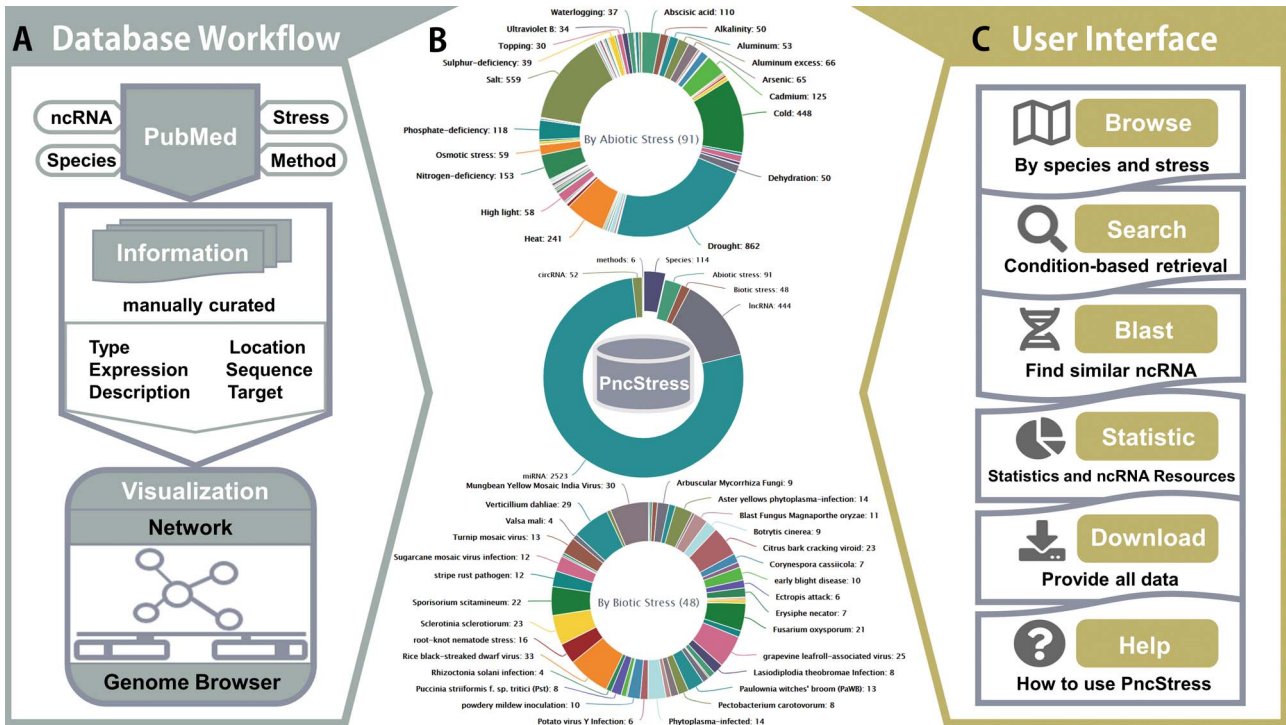 A Database Workflow
ncRNA
PubMed
Stress
Species
Method
Information
manually curated
Type
Location
Expression
Sequence
Description
Target
Visualization
Network
Genome Browser
B
Waterlogging: 37
Abscisic acid: 110
Ultraviolet B: 34
Alkalinity: 50
Topping: 30
Aluminum: 53
Sulphur-deficiency: 39
Aluminum excess: 66
Salt: 559
Arsenic: 65
Cadmium: 125
Cold: 448
Phosphate-deficiency: 118
By Abiotic Stress (91)
Osmotic stress: 59
Nitrogen-deficiency: 153
Dehydration: 50
High light: 58
Heat: 241
Drought: 862
methods: 6
Species: 114
circRNA: 52
Abiotic stress: 91
Biotic stress: 48
lncRNA: 444
PncStress
miRNA: 2523
Mungbean Yellow Mosaic India Virus: 30
Arbuscular Mycorrhiza Fungi: 9
Verticillium dahliae: 29
Aster yellows phytoplasma-infection: 14
Valsa mali: 4
Blast Fungus Magnaporthe oryzae: 11
Turnip mosaic virus: 13
Botrytis cinerea: 9
Sugarcane mosaic virus infection: 12
Citrus bark cracking viroid: 23
stripe rust pathogen: 12
Corynespora cassiicola: 7
early blight disease: 10
Sporisorium scitamineum: 22
By Biotic Stress (48)
Ectropis attack: 6
Sclerotinia sclerotiorum: 23
Erysiphe necator: 7
root-knot nematode stress: 16
Fusarium oxysporum: 21
Rice black-streaked dwarf virus: 33
grapevine leafroll-associated virus: 25
Rhizoctonia solani infection: 4
Lasiodiplodia theobromae Infection: 8
Puccinia striiformis f. sp. tritici (Pst): 8
Paulownia witches' broom (PaWB): 13
powdery mildew inoculation: 10
Pectobacterium carotovorum: 8
Potato virus Y Infection: 6
Phytoplasma-infected: 14
C User Interface
Browse
By species and stress
Search
Condition-based retrieval
Blast
Find similar ncRNA
Statistic
Statistics and ncRNA Resources
Download
Provide all data
Help
How to use PncStress